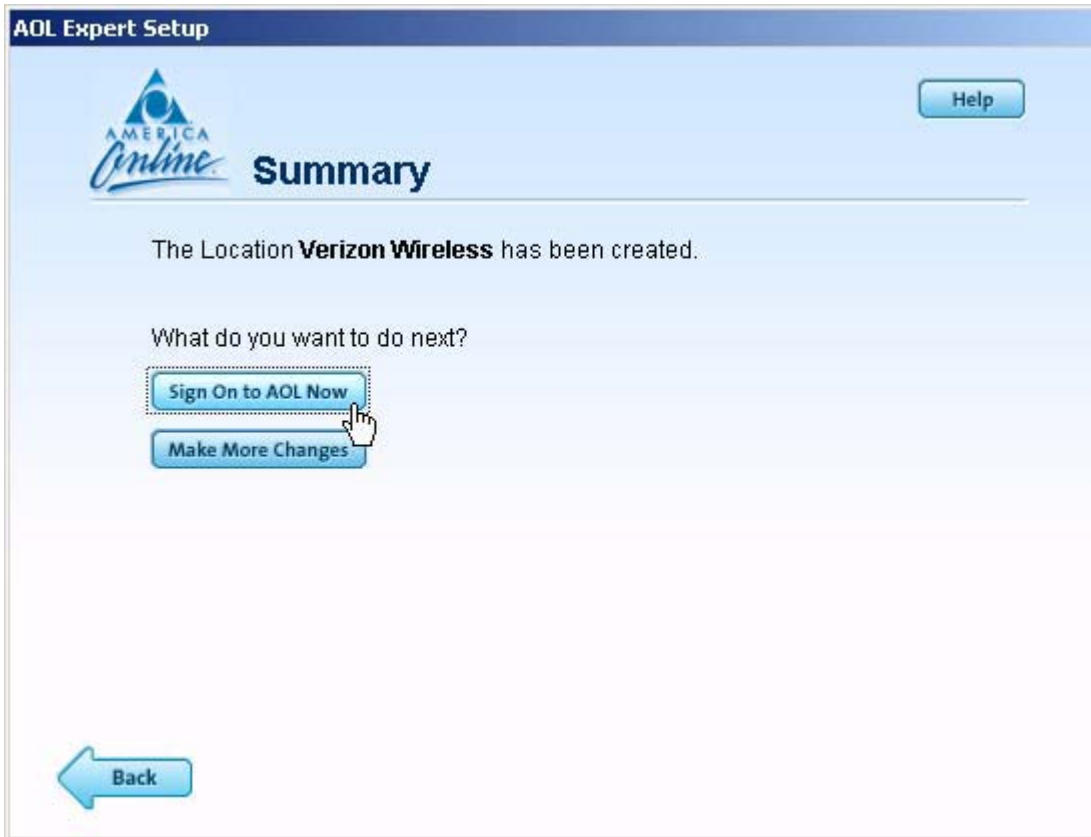 AOL Expert Setup
Help
AMERICA
Online
Summary
The Location Verizon Wireless has been created.
What do you want to do next?
Sign On to AOL Now
Make More Changes
Back